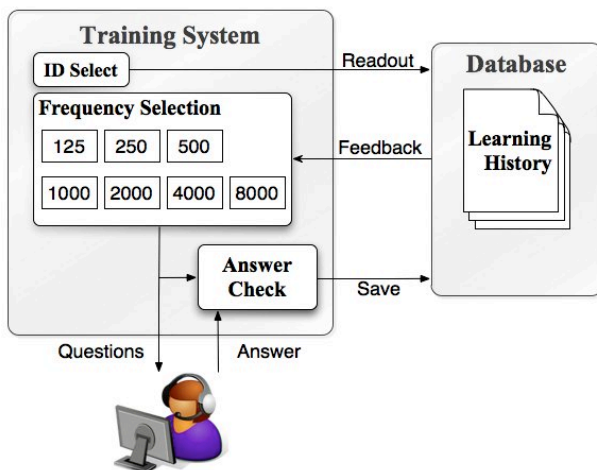 Training System
ID Select
Readout
Database
Frequency Selection
125 250 500
1000 2000 4000 8000
Feedback
Learning
History
Answer
Check
Save
Questions
Answer